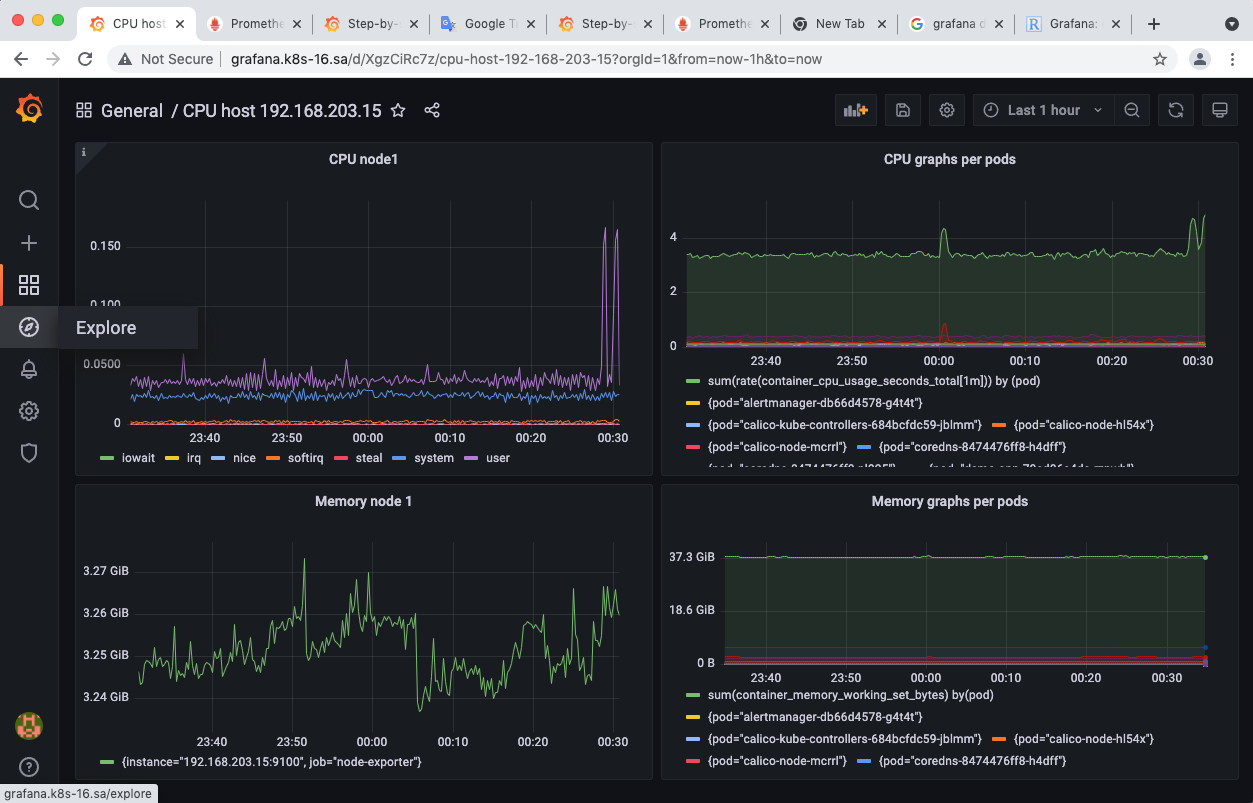 CPU host
Promethe
Step-by-
Google T
Step-by-
Promethe
New Tab
grafana d
Grafana:
Not Secure
grafana.k8s-16.sa/d/XgzCiRc7z/cpu-host-192-168-203-15?orgId=1&from=now-1h&to=now
General / CPU host 192.168.203.15
Last 1 hour
Explore
CPU node1
0.150
0.100
0.0500
0
23:40 23:50 00:00 00:10 00:20 00:30
iowait irq nice softirq steal system user
CPU graphs per pods
4
2
0
23:40 23:50 00:00 00:10 00:20 00:30
sum(rate(container_cpu_usage_seconds_total[1m])) by (pod)
{pod="alertmanager-db66d4578-g4t4t"}
{pod="calico-kube-controllers-684bcfdc59-jblmm"} {pod="calico-node-hl54x"}
{pod="calico-node-mcrrl"} {pod="coredns-8474476ff8-h4dff"}
Memory node 1
3.27 GiB
3.26 GiB
3.25 GiB
3.24 GiB
23:40 23:50 00:00 00:10 00:20 00:30
{instance="192.168.203.15:9100", job="node-exporter"}
Memory graphs per pods
37.3 GiB
18.6 GiB
0 B
23:40 23:50 00:00 00:10 00:20 00:30
sum(container_memory_working_set_bytes) by(pod)
{pod="alertmanager-db66d4578-g4t4t"}
{pod="calico-kube-controllers-684bcfdc59-jblmm"} {pod="calico-node-hl54x"}
{pod="calico-node-mcrrl"} {pod="coredns-8474476ff8-h4dff"}
grafana.k8s-16.sa/explore